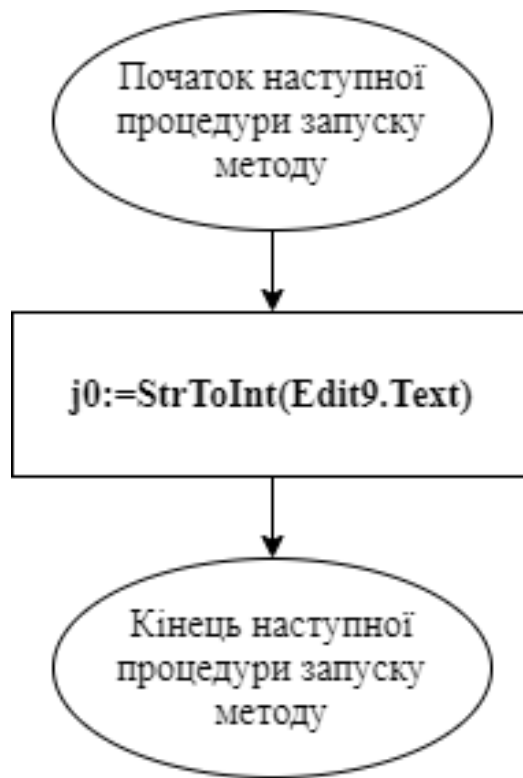 Початок наступної
процедури запуску
методу
j0:=StrToInt(Edit9.Text)
Кінець наступної
процедури запуску
методу